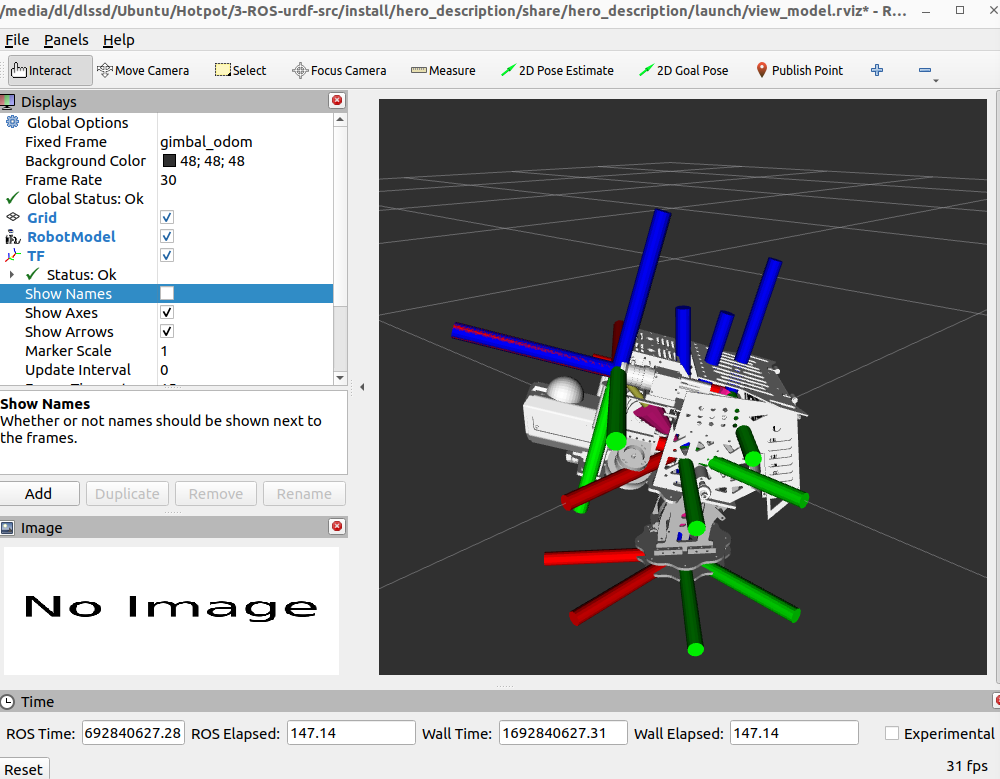 /media/dl/dlssd/Ubuntu/Hotpot/3-ROS-urdf-src/install/hero_description/share/hero_description/launch/view_model.rviz* - R...
File Panels Help
Interact Move Camera Select Focus Camera Measure 2D Pose Estimate 2D Goal Pose Publish Point
Displays
Global Options
Fixed Frame gimbal_odom
Background Color 48; 48; 48
Frame Rate 30
Global Status: Ok
Grid
RobotModel
TF
Status: Ok
Show Names
Show Axes
Show Arrows
Marker Scale 1
Update Interval 0
Show Names
Whether or not names should be shown next to
the frames.
Add Duplicate Remove Rename
Image
No Image
Time
ROS Time: 692840627.28 ROS Elapsed: 147.14 Wall Time: 1692840627.31 Wall Elapsed: 147.14 Experimental
Reset 31 fps